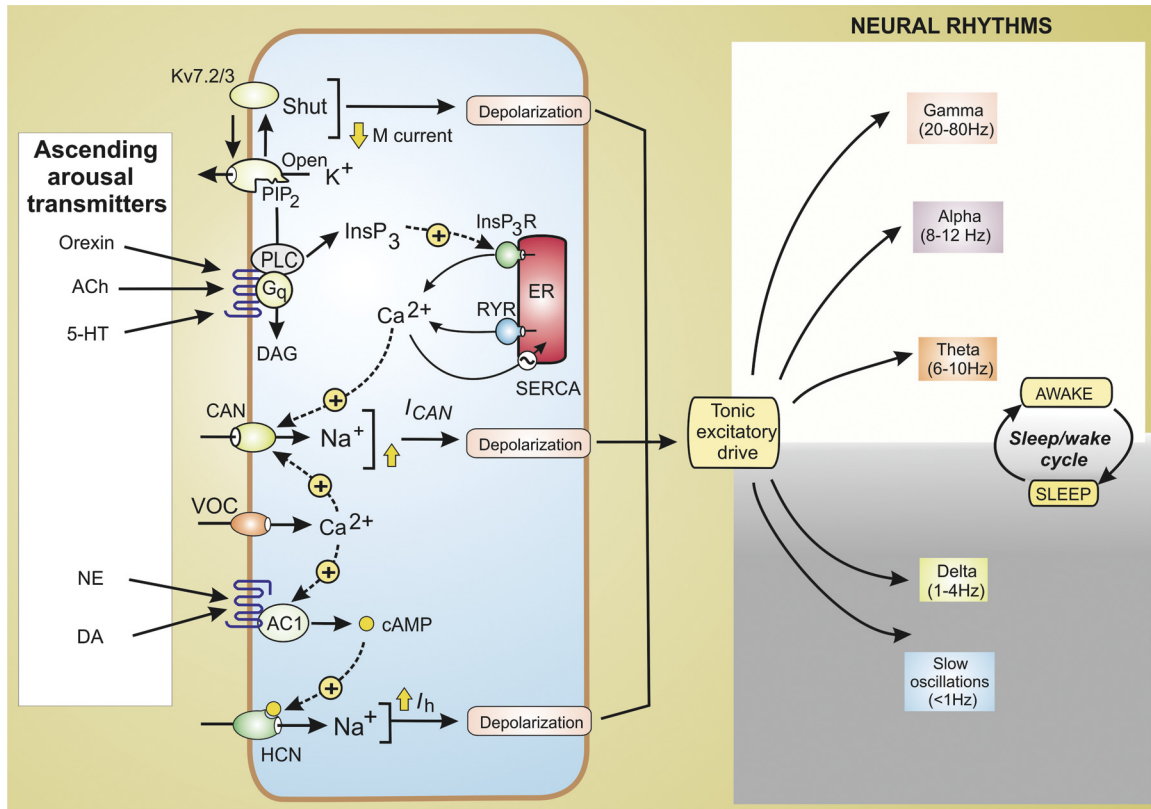 NEURAL RHYTHMS
Kv7.2/3
Shut
M current
Depolarization
Open
K+
PIP2
Ascending
arousal
transmitters
Orexin
ACh
5-HT
PLC
Gq
DAG
InsP3
+
InsP3R
ER
RYR
Ca2+
SERCA
+
CAN
Na+
ICAN
Depolarization
+
VOC
Ca2+
+
NE
DA
AC1
cAMP
+
HCN
Na+
Ih
Depolarization
Tonic
excitatory
drive
Gamma
(20-80Hz)
Alpha
(8-12 Hz)
Theta
(6-10Hz)
AWAKE
Sleep/wake
cycle
SLEEP
Delta
(1-4Hz)
Slow
oscillations
(<1Hz)